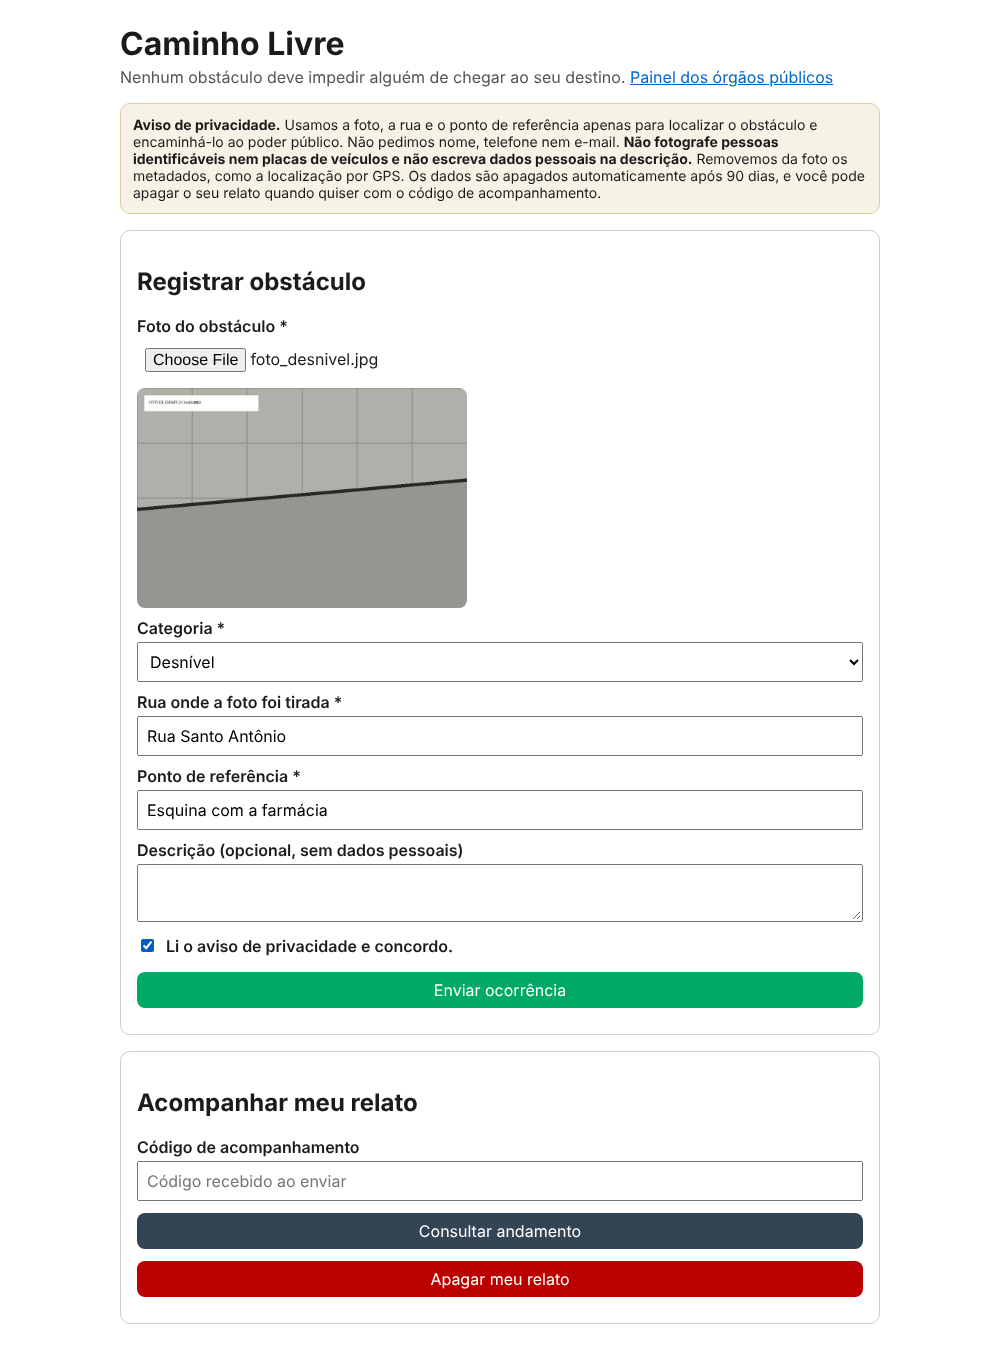 Caminho Livre
Nenhum obstáculo deve impedir alguém de chegar ao seu destino. Painel dos órgãos públicos
Aviso de privacidade. Usamos a foto, a rua e o ponto de referência apenas para localizar o obstáculo e
encaminhá-lo ao poder público. Não pedimos nome, telefone nem e-mail. Não fotografe pessoas
identificáveis nem placas de veículos e não escreva dados pessoais na descrição. Removemos da foto os
metadados, como a localização por GPS. Os dados são apagados automaticamente após 90 dias, e você pode
apagar o seu relato quando quiser com o código de acompanhamento.
Registrar obstáculo
Foto do obstáculo *
Choose File foto_desnivel.jpg
FOTO DE EXEMPLO
Categoria *
Desnível
Rua onde a foto foi tirada *
Rua Santo Antônio
Ponto de referência *
Esquina com a farmácia
Descrição (opcional, sem dados pessoais)
Li o aviso de privacidade e concordo.
Enviar ocorrência
Acompanhar meu relato
Código de acompanhamento
Código recebido ao enviar
Consultar andamento
Apagar meu relato